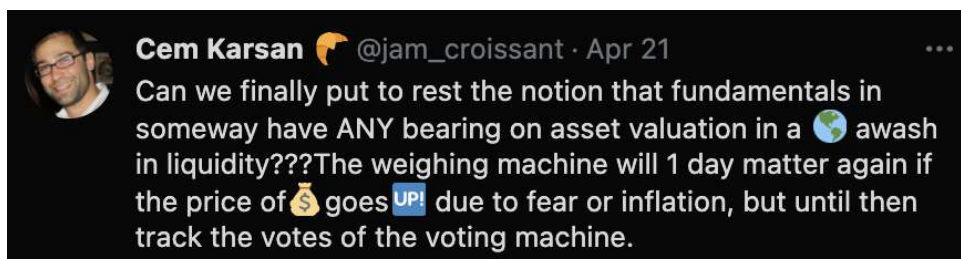 Cem Karsan 🥐 @jam_croissant · Apr 21
Can we finally put to rest the notion that fundamentals in
someway have ANY bearing on asset valuation in a 🌎 awash
in liquidity???The weighing machine will 1 day matter again if
the price of💰goes🆙 due to fear or inflation, but until then
track the votes of the voting machine.